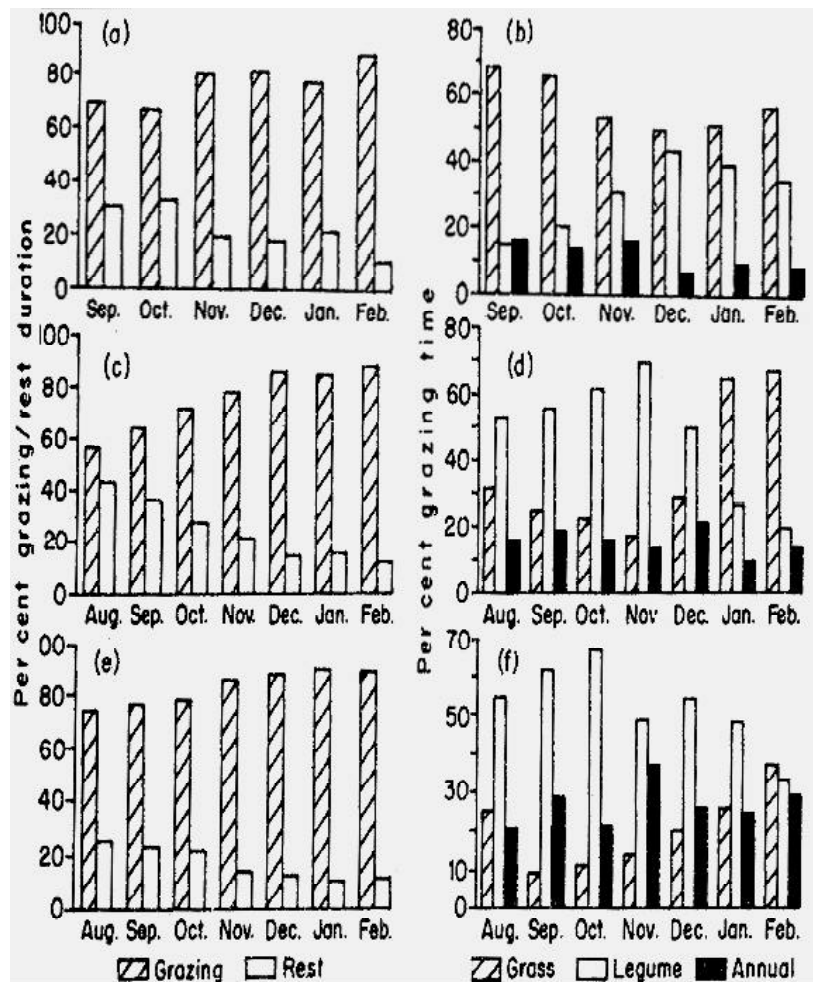 Per cent grazing/rest duration
(a)
100
80
60
40
20
0
Sep. Oct. Nov. Dec. Jan. Feb.
(c)
100
80
60
40
20
0
Aug. Sep. Oct. Nov. Dec. Jan. Feb.
(e)
00
80
60
40
20
0
Aug. Sep. Oct. Nov. Dec. Jan. Feb.
Grazing Rest
Per cent grazing time
(b)
80
60
40
20
0
Sep. Oct. Nov. Dec. Jan. Feb.
(d)
80
60
40
20
0
Aug. Sep. Oct. Nov Dec. Jan. Feb.
(f)
70
50
30
10
0
Aug. Sep. Oct. Nov. Dec. Jan. Feb.
Grass Legume Annual